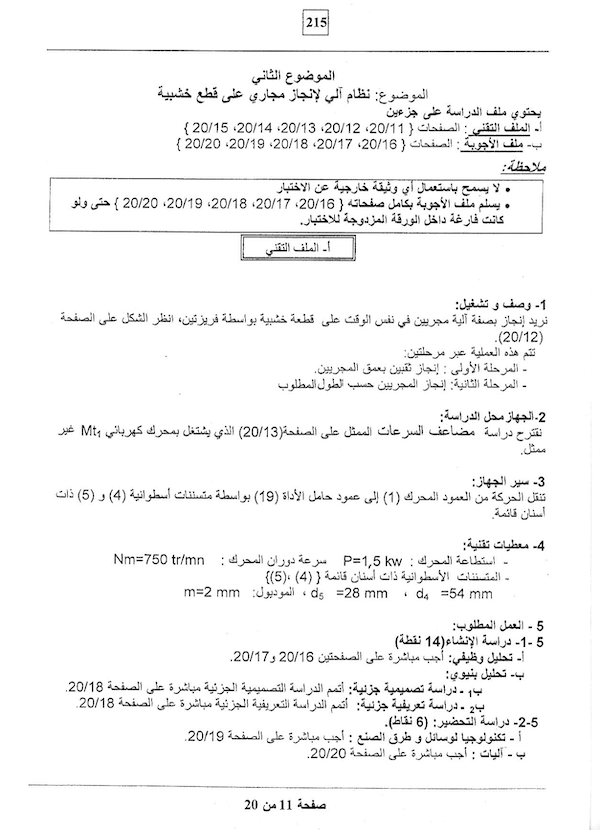 215
الموضوع الثاني
الموضوع: نظام آلي لإنجاز مجاري على قطع خشبية
يحتوي ملف الدراسة على جزءين
أ- الملف التقني : الصفحات { 20/11، 20/12، 20/13، 20/14، 20/15 }
ب- ملف الأجوبة : الصفحات { 20/16، 20/17، 20/18، 20/19، 20/20 }
ملاحظة:
• لا يسمح باستعمال أي وثيقة خارجية عن الاختبار
• يسلم ملف الأجوبة بكامل صفحاته { 20/16، 20/17، 20/18، 20/19، 20/20 } حتى ولو
كانت فارغة داخل الورقة المزدوجة للاختبار.
أ- الملف التقني
1- وصف و تشغيل:
نريد إنجاز بصفة آلية مجريين في نفس الوقت على قطعة خشبية بواسطة فريزتين، انظر الشكل على الصفحة
(20/12).
تتم هذه العملية عبر مرحلتين:
- المرحلة الأولى : إنجاز ثقبين بعمق المجريين.
- المرحلة الثانية: إنجاز المجريين حسب الطول المطلوب
2-الجهاز محل الدراسة:
نقترح دراسة مضاعف السرعات الممثل على الصفحة(20/13) الذي يشتغل بمحرك كهربائي Mt1 غير
ممثل.
3- سير الجهاز:
تنقل الحركة من العمود المحرك (1) إلى عمود حامل الأداة (19) بواسطة متسننات أسطوانية (4) و (5) ذات
أسنان قائمة.
4- معطيات تقنية:
- استطاعة المحرك : P=1,5 kw سرعة دوران المحرك : Nm=750 tr/mn
- المتسننات الأسطوانية ذات أسنان قائمة { (4) ،(5)}
d4 =54 mm ، d5 =28 mm ، الموديول: m=2 mm
5 - العمل المطلوب:
5 -1- دراسة الإنشاء(14 نقطة)
أ- تحليل وظيفي: أجب مباشرة على الصفحتين 20/16 و20/17.
ب- تحليل بنيوي:
ب1 - دراسة تصميمية جزئية: أتمم الدراسة التصميمية الجزئية مباشرة على الصفحة 20/18.
ب2 - دراسة تعريفية جزئية: أتمم الدراسة التعريفية الجزئية مباشرة على الصفحة 20/18.
5-2- دراسة التحضير: (6 نقاط).
أ - تكنولوجيا لوسائل و طرق الصنع : أجب مباشرة على الصفحة 20/19.
ب - آليات : أجب مباشرة على الصفحة 20/20.
صفحة 11 من 20